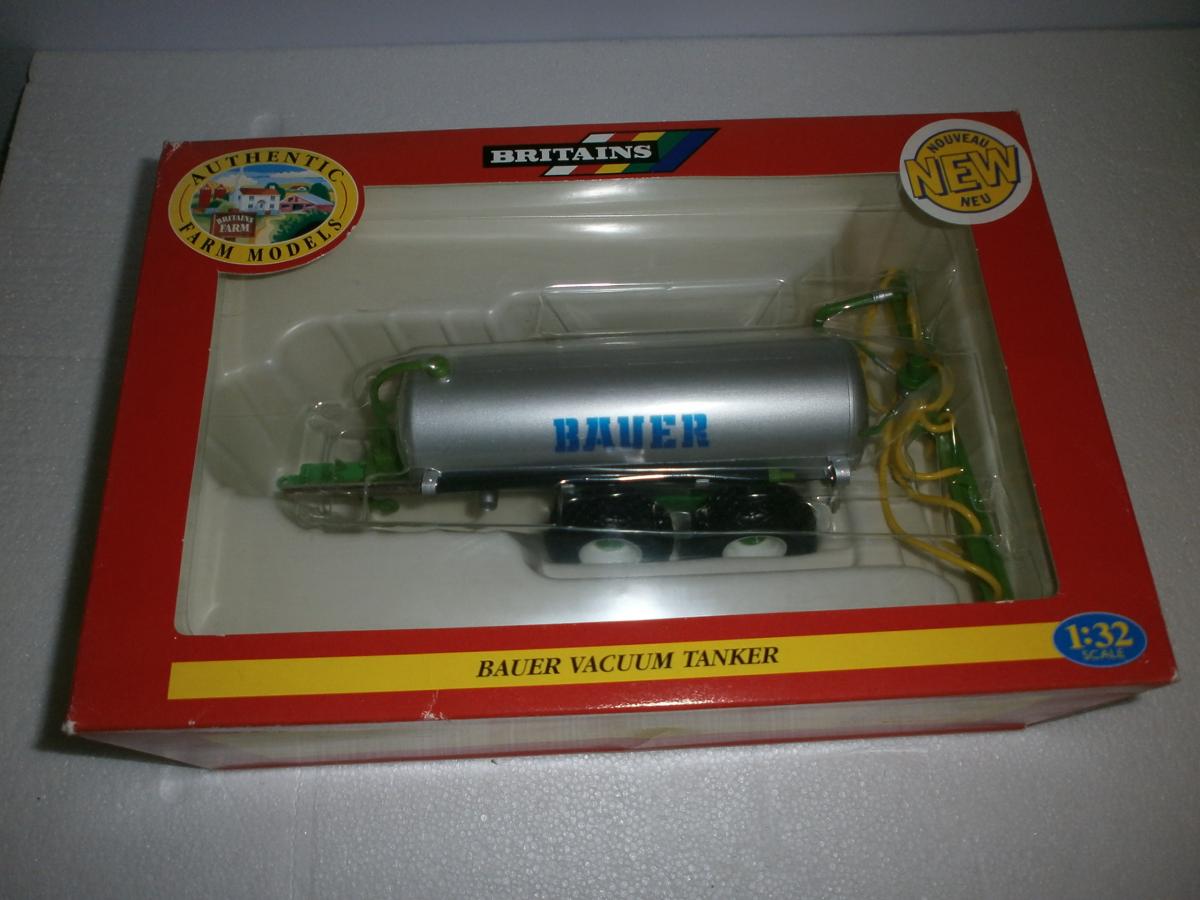 AUTHENTIC
BRITAINS
FARM
FARM MODELS
BRITAINS
NOUVEAU
NEW
NEU
BAUER
BAUER VACUUM TANKER
1:32
SCALE